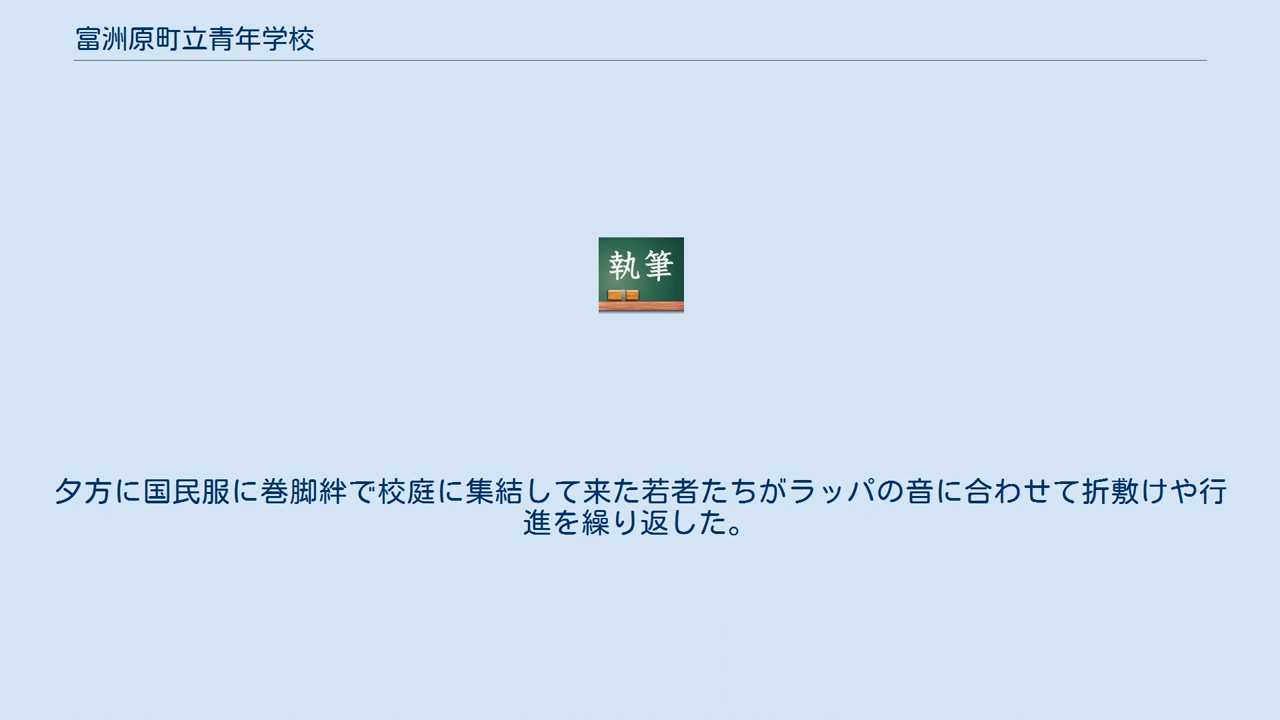 富洲原町立青年学校
執筆
夕方に国民服に巻脚絆で校庭に集結して来た若者たちがラッパの音に合わせて折敷けや行
進を繰り返した。